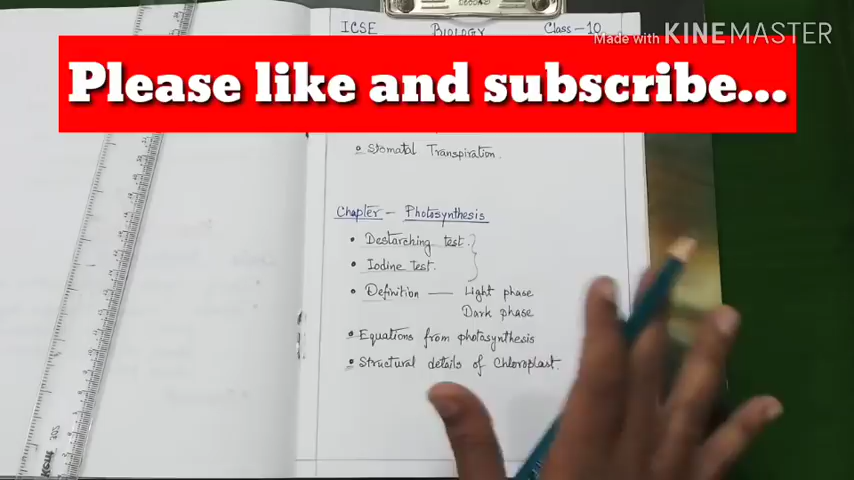 ICSE BIOLOGY Class-10
Made with KINEMASTER
Please like and subscribe...
• Stomatal Transpiration.
Chapter - Photosynthesis
• Destarching test.
• Iodine test.
• Definition — Light phase
Dark phase
• Equations from photosynthesis
• Structural details of Chloroplast.